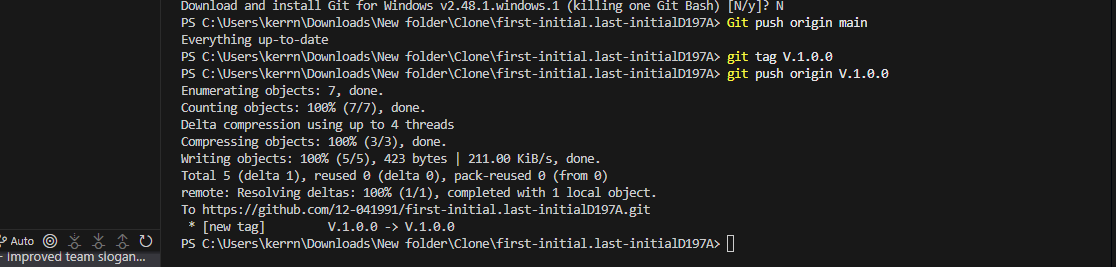 Download and install Git for Windows v2.48.1.windows.1 (killing one Git Bash) [N/y]? N
PS C:\Users\kerrn\Downloads\New folder\Clone\first-initial.last-initialD197A> Git push origin main
Everything up-to-date
PS C:\Users\kerrn\Downloads\New folder\Clone\first-initial.last-initialD197A> git tag V.1.0.0
PS C:\Users\kerrn\Downloads\New folder\Clone\first-initial.last-initialD197A> git push origin V.1.0.0
Enumerating objects: 7, done.
Counting objects: 100% (7/7), done.
Delta compression using up to 4 threads
Compressing objects: 100% (3/3), done.
Writing objects: 100% (5/5), 423 bytes | 211.00 KiB/s, done.
Total 5 (delta 1), reused 0 (delta 0), pack-reused 0 (from 0)
remote: Resolving deltas: 100% (1/1), completed with 1 local object.
To https://github.com/12-041991/first-initial.last-initialD197A.git
 * [new tag]         V.1.0.0 -> V.1.0.0
PS C:\Users\kerrn\Downloads\New folder\Clone\first-initial.last-initialD197A>
Auto
- Improved team slogan...